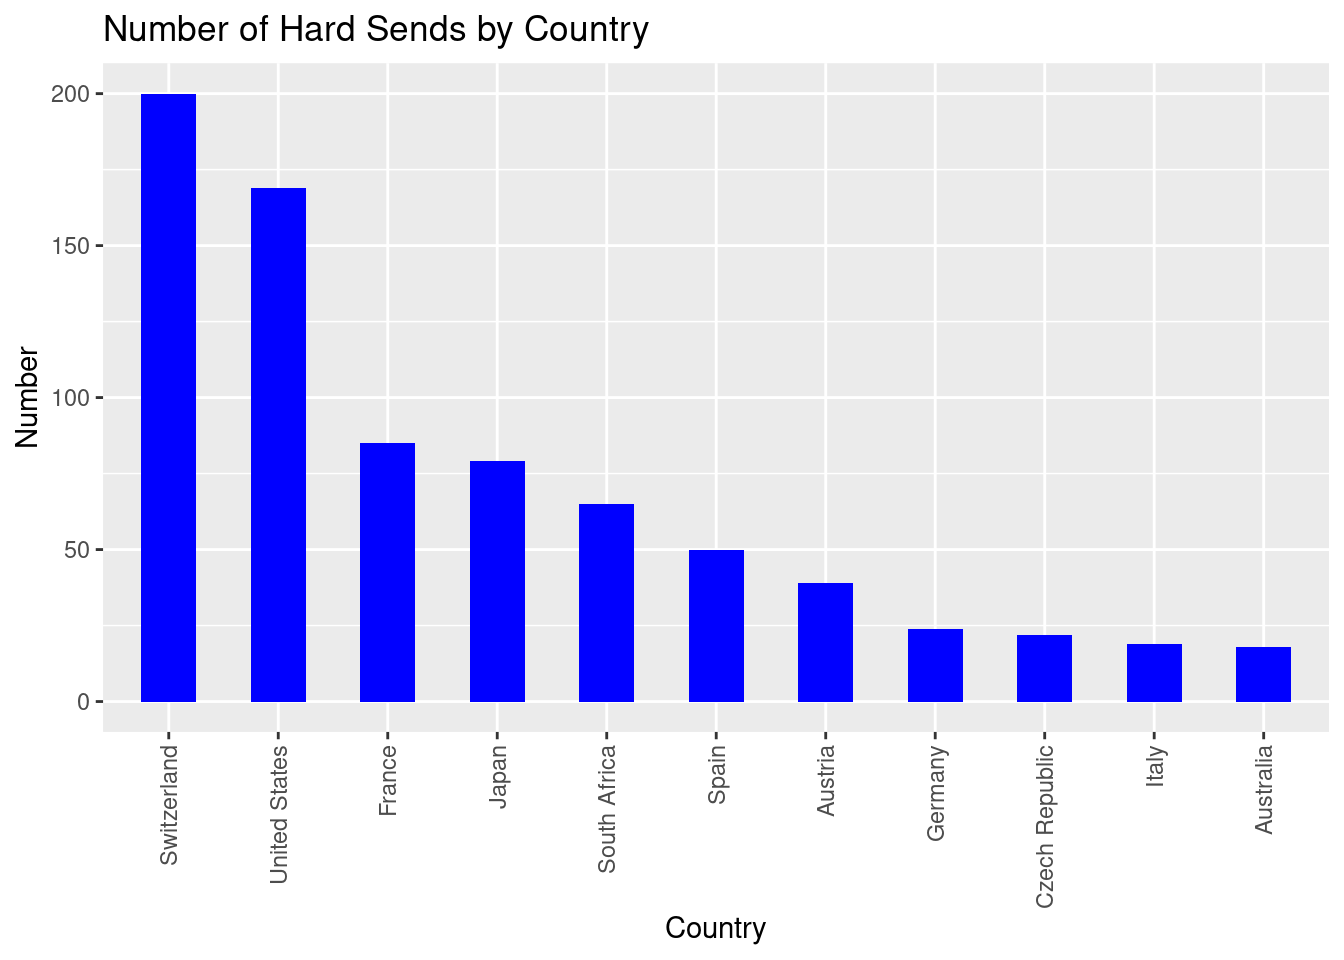 Number of Hard Sends by Country
Number
200
150
100
50
0
Switzerland
United States
France
Japan
South Africa
Spain
Austria
Germany
Czech Republic
Italy
Australia
Country